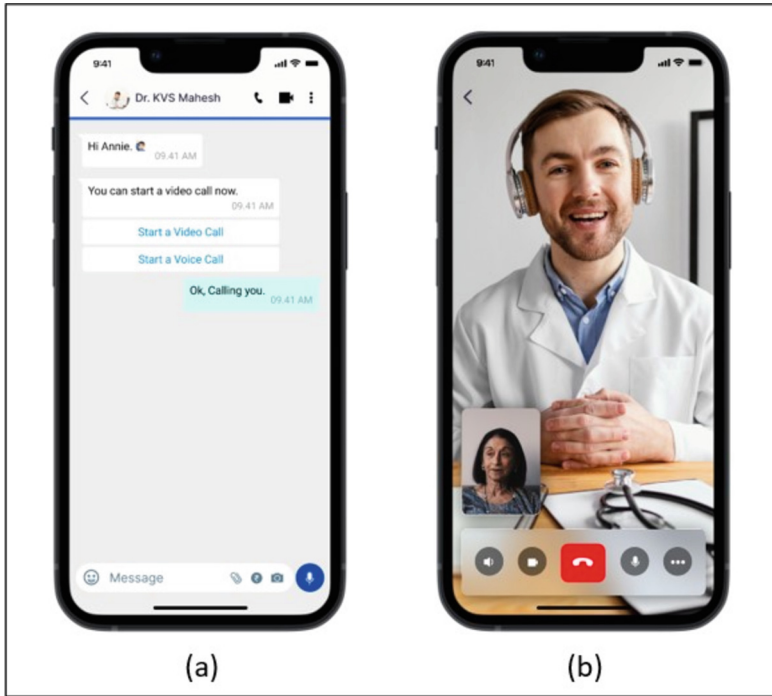 9:41
Dr. KVS Mahesh
Hi Annie.
09.41 AM
You can start a video call now.
09.41 AM
Start a Video Call
Start a Voice Call
Ok, Calling you.
09.41 AM
Message
(a)
9:41
(b)